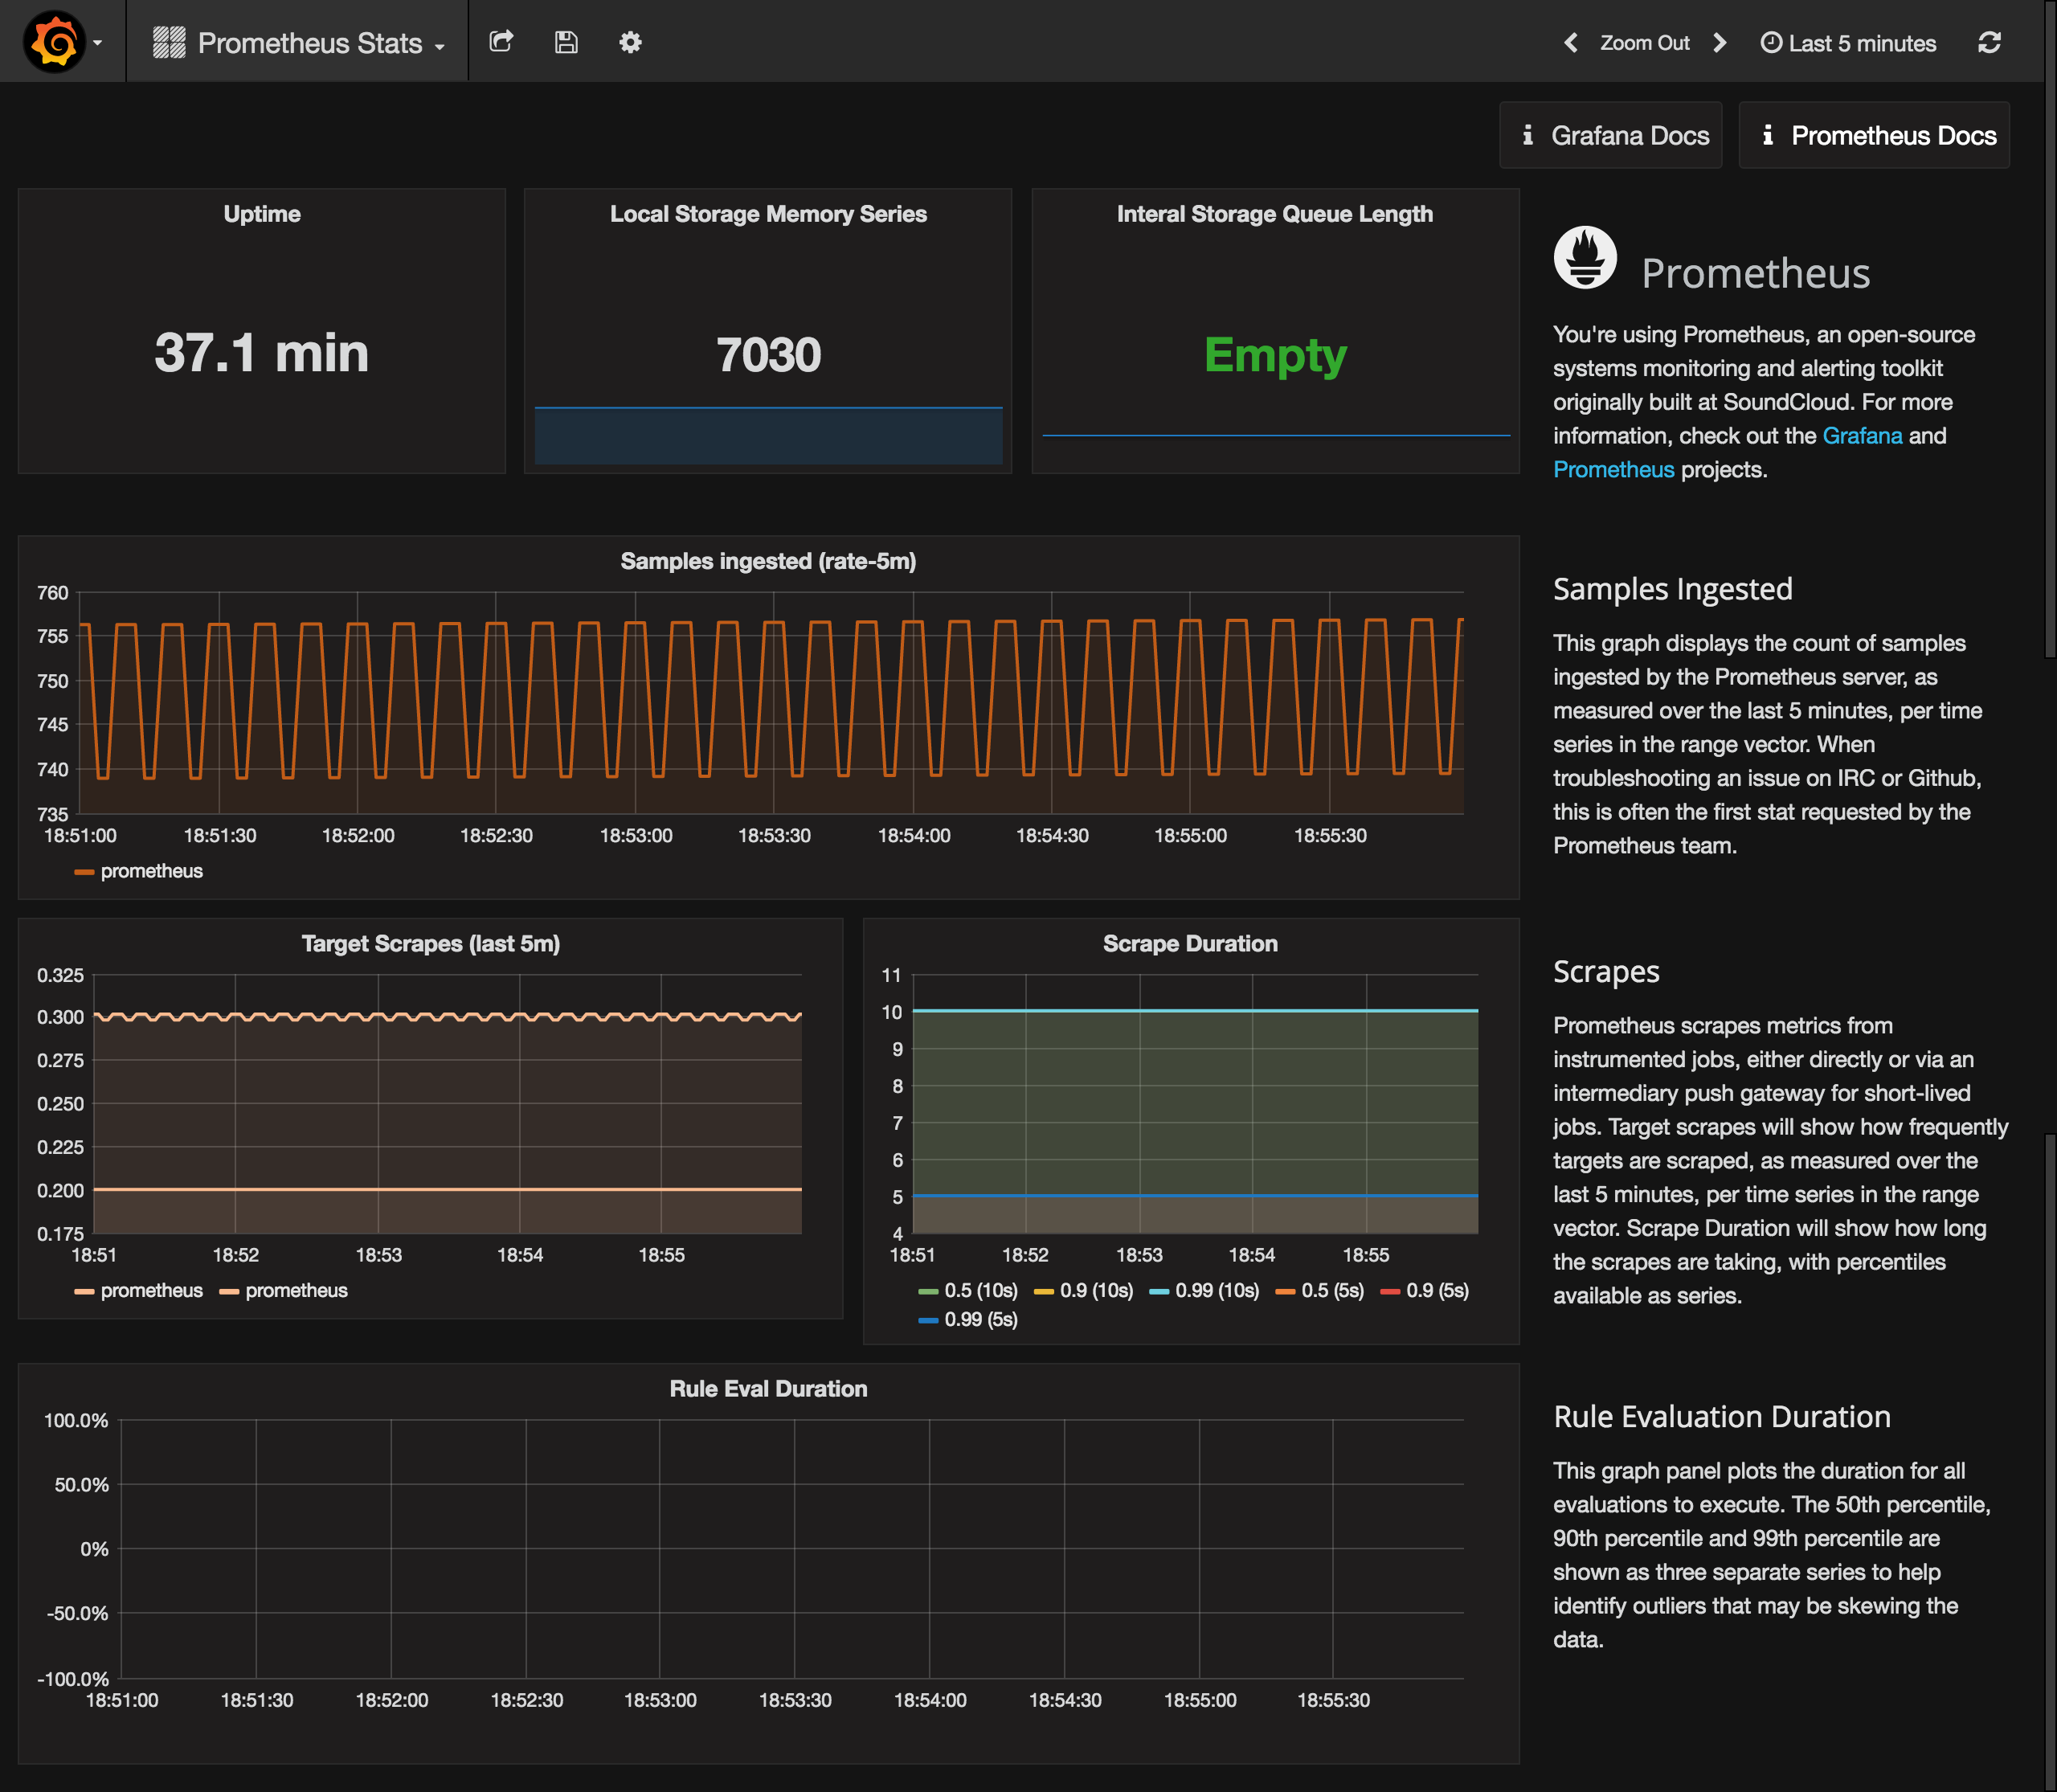 Prometheus Stats
Zoom Out
Last 5 minutes
Grafana Docs
Prometheus Docs
Uptime
37.1 min
Local Storage Memory Series
7030
Interal Storage Queue Length
Empty
Prometheus
You're using Prometheus, an open-source
systems monitoring and alerting toolkit
originally built at SoundCloud. For more
information, check out the Grafana and
Prometheus projects.
Samples ingested (rate-5m)
760
755
750
745
740
735
18:51:00 18:51:30 18:52:00 18:52:30 18:53:00 18:53:30 18:54:00 18:54:30 18:55:00 18:55:30
prometheus
Samples Ingested
This graph displays the count of samples
ingested by the Prometheus server, as
measured over the last 5 minutes, per time
series in the range vector. When
troubleshooting an issue on IRC or Github,
this is often the first stat requested by the
Prometheus team.
Target Scrapes (last 5m)
0.325
0.300
0.275
0.250
0.225
0.200
0.175
18:51 18:52 18:53 18:54 18:55
prometheus prometheus
Scrape Duration
11
10
9
8
7
6
5
4
18:51 18:52 18:53 18:54 18:55
0.5 (10s) 0.9 (10s) 0.99 (10s) 0.5 (5s) 0.9 (5s)
0.99 (5s)
Scrapes
Prometheus scrapes metrics from
instrumented jobs, either directly or via an
intermediary push gateway for short-lived
jobs. Target scrapes will show how frequently
targets are scraped, as measured over the
last 5 minutes, per time series in the range
vector. Scrape Duration will show how long
the scrapes are taking, with percentiles
available as series.
Rule Eval Duration
100.0%
50.0%
0%
-50.0%
-100.0%
18:51:00 18:51:30 18:52:00 18:52:30 18:53:00 18:53:30 18:54:00 18:54:30 18:55:00 18:55:30
Rule Evaluation Duration
This graph panel plots the duration for all
evaluations to execute. The 50th percentile,
90th percentile and 99th percentile are
shown as three separate series to help
identify outliers that may be skewing the
data.